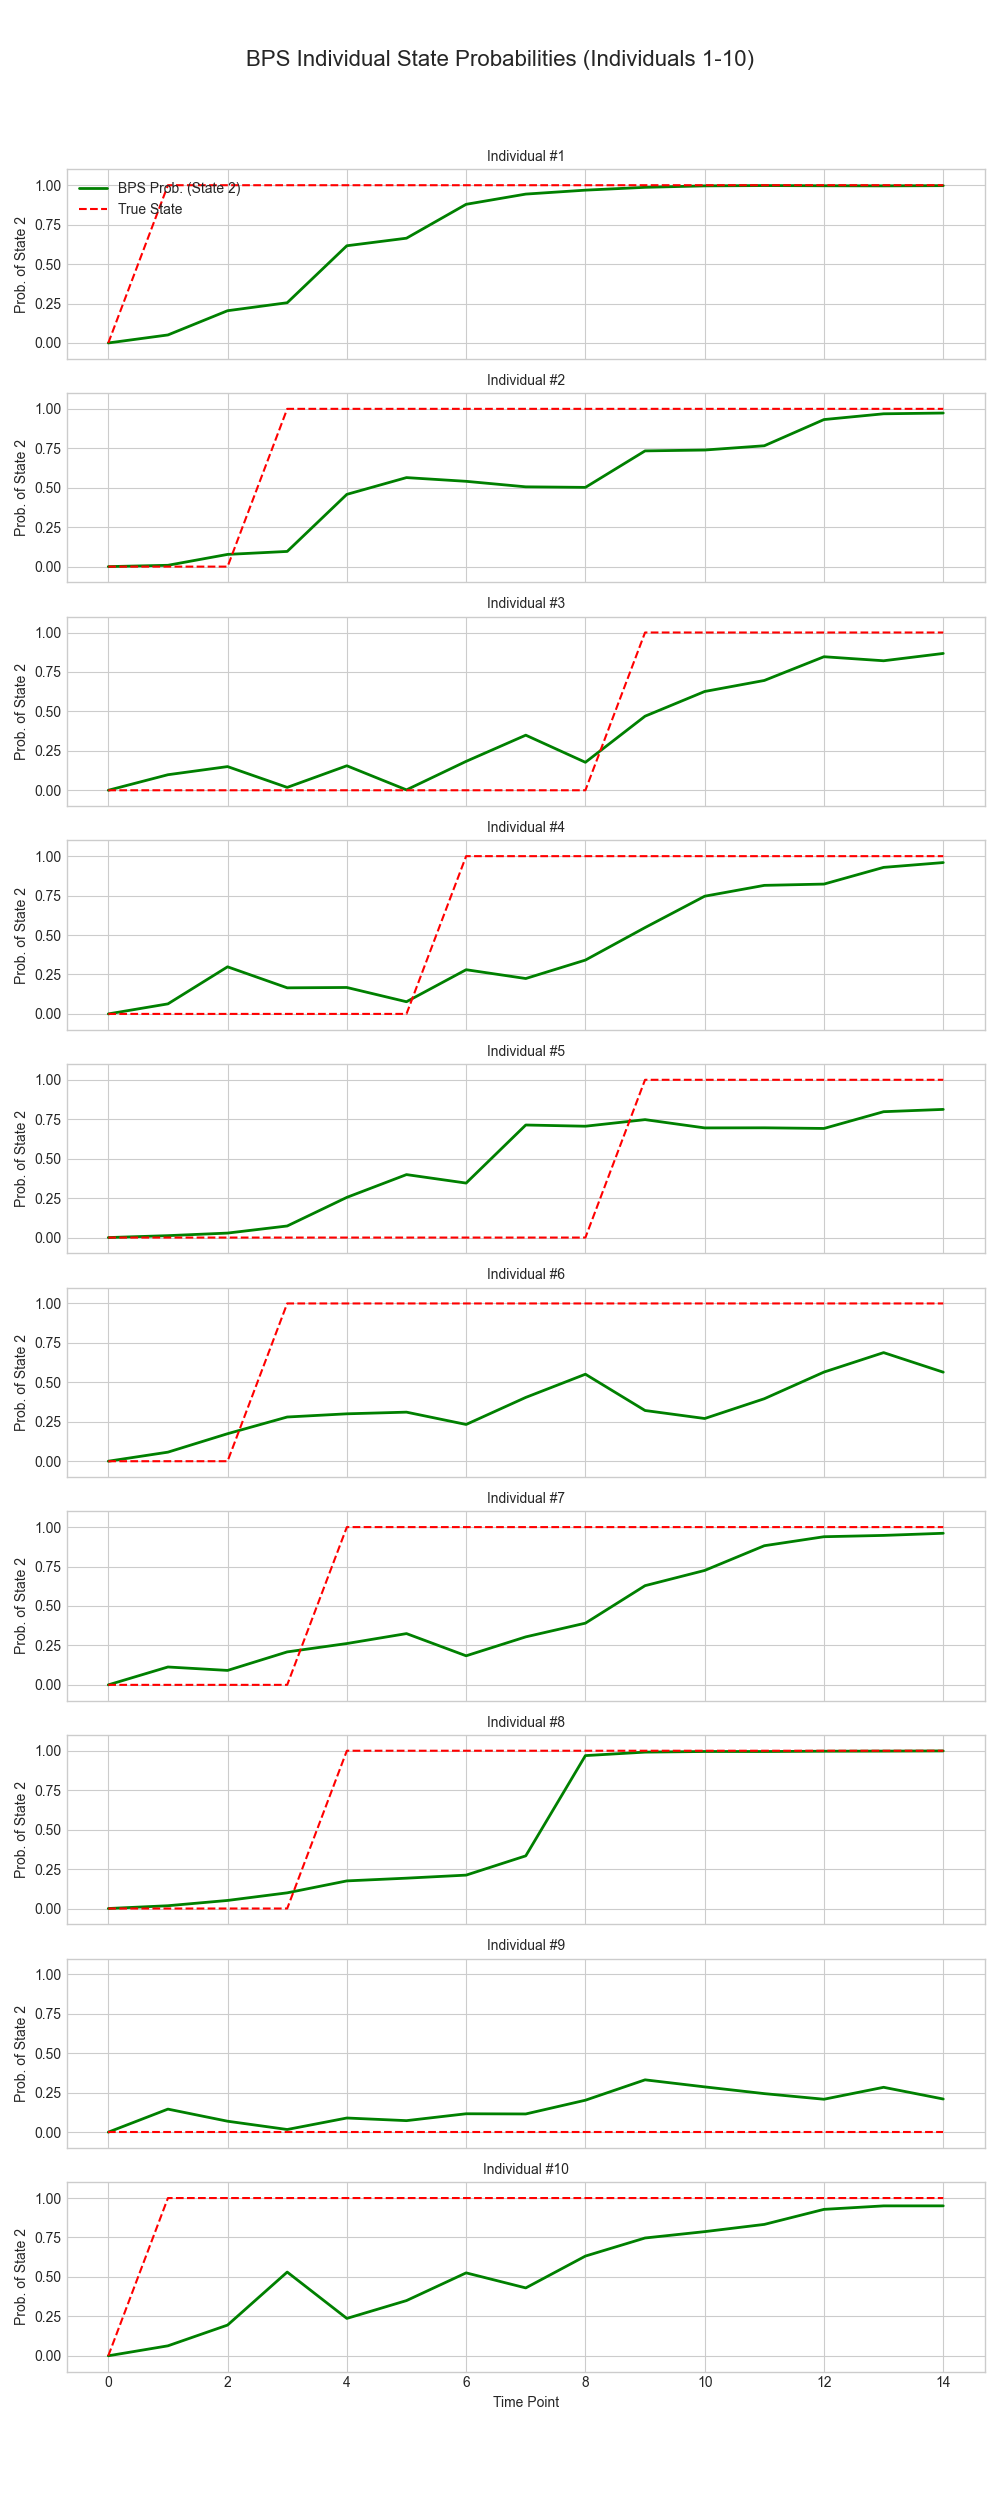 BPS Individual State Probabilities (Individuals 1-10)
Individual #1
BPS Prob. (State 2)
True State
1.00
0.75
0.50
0.25
0.00
Prob. of State 2
Individual #2
1.00
0.75
0.50
0.25
0.00
Prob. of State 2
Individual #3
1.00
0.75
0.50
0.25
0.00
Prob. of State 2
Individual #4
1.00
0.75
0.50
0.25
0.00
Prob. of State 2
Individual #5
1.00
0.75
0.50
0.25
0.00
Prob. of State 2
Individual #6
1.00
0.75
0.50
0.25
0.00
Prob. of State 2
Individual #7
1.00
0.75
0.50
0.25
0.00
Prob. of State 2
Individual #8
1.00
0.75
0.50
0.25
0.00
Prob. of State 2
Individual #9
1.00
0.75
0.50
0.25
0.00
Prob. of State 2
Individual #10
1.00
0.75
0.50
0.25
0.00
Prob. of State 2
0 2 4 6 8 10 12 14
Time Point